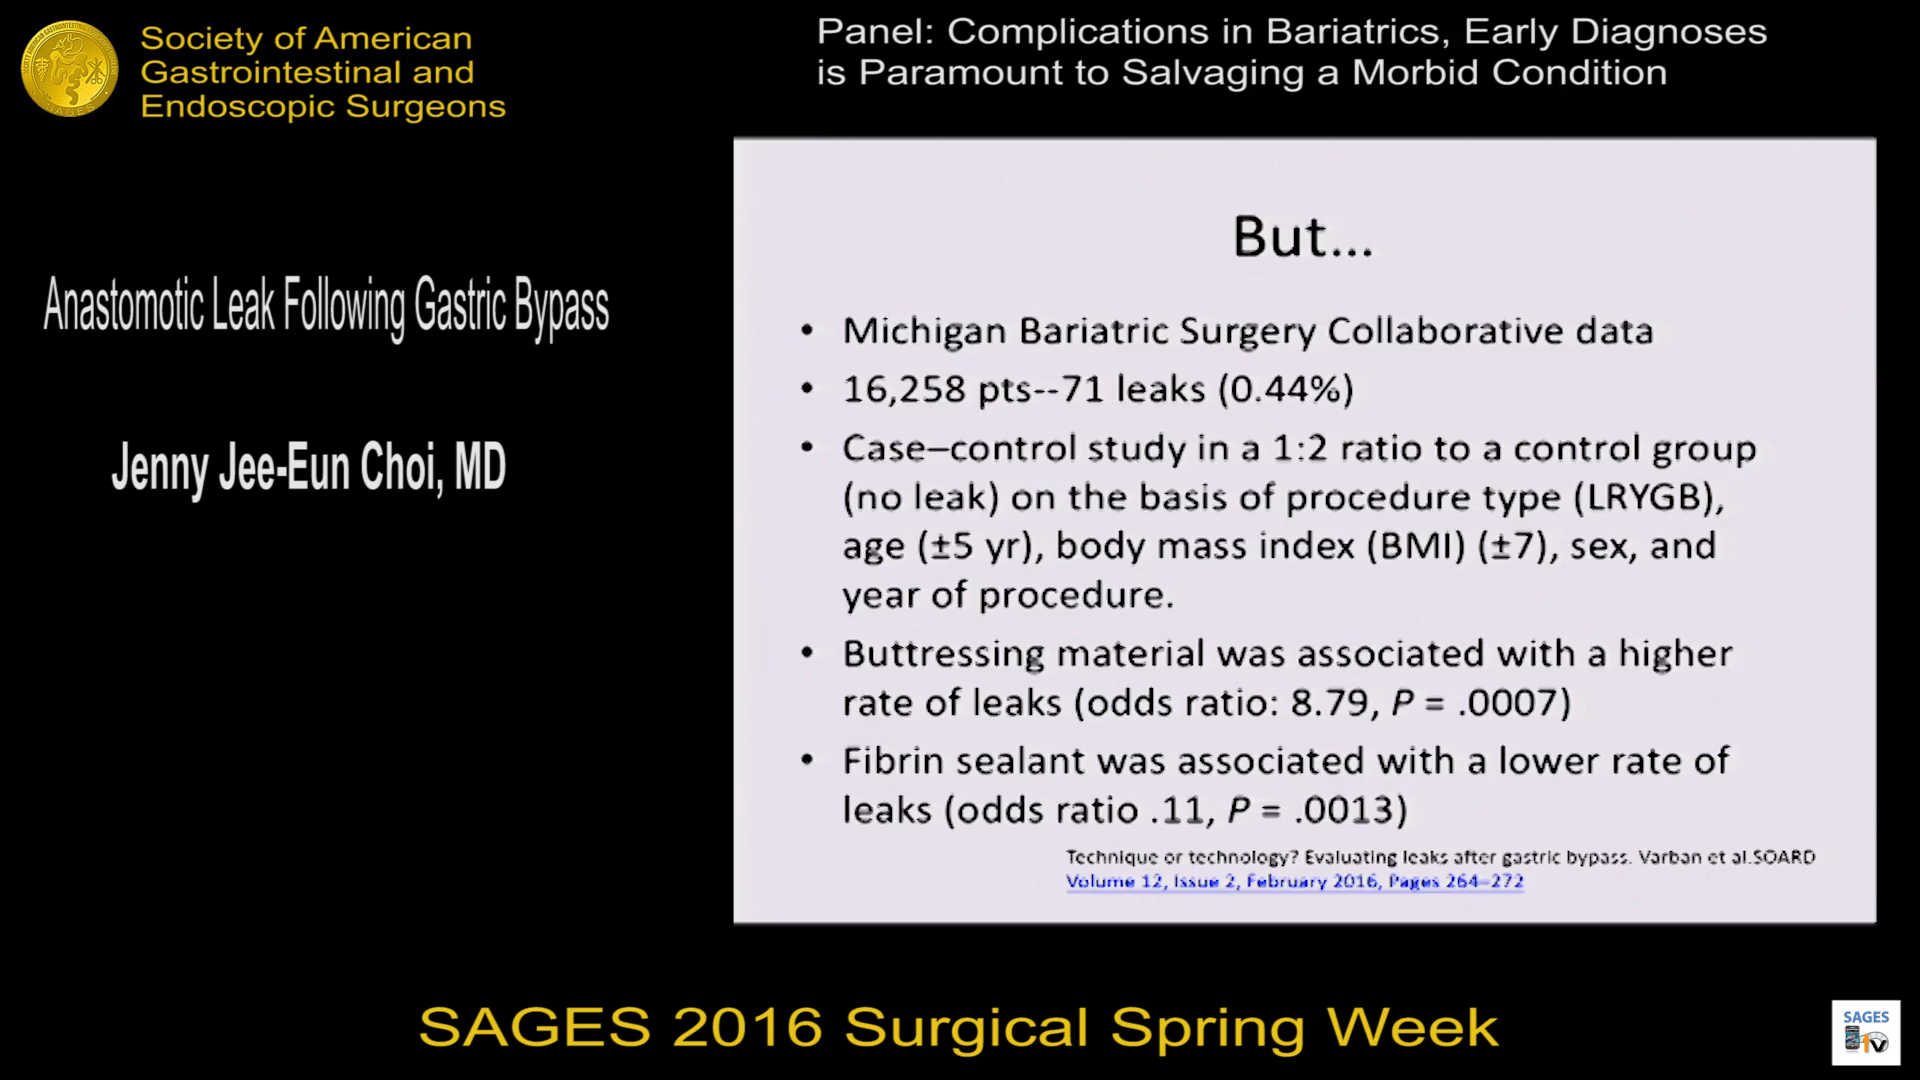 Society of American
Gastrointestinal and
Endoscopic Surgeons
Panel: Complications in Bariatrics, Early Diagnoses
is Paramount to Salvaging a Morbid Condition
Anastomotic Leak Following Gastric Bypass
Jenny Jee-Eun Choi, MD
But...
• Michigan Bariatric Surgery Collaborative data
• 16,258 pts--71 leaks (0.44%)
• Case–control study in a 1:2 ratio to a control group
(no leak) on the basis of procedure type (LRYGB),
age (±5 yr), body mass index (BMI) (±7), sex, and
year of procedure.
• Buttressing material was associated with a higher
rate of leaks (odds ratio: 8.79, P = .0007)
• Fibrin sealant was associated with a lower rate of
leaks (odds ratio .11, P = .0013)
Technique or technology? Evaluating leaks after gastric bypass. Varban et al.SOARD
Volume 12, Issue 2, February 2016, Pages 264–272
SAGES 2016 Surgical Spring Week
SAGES
TV